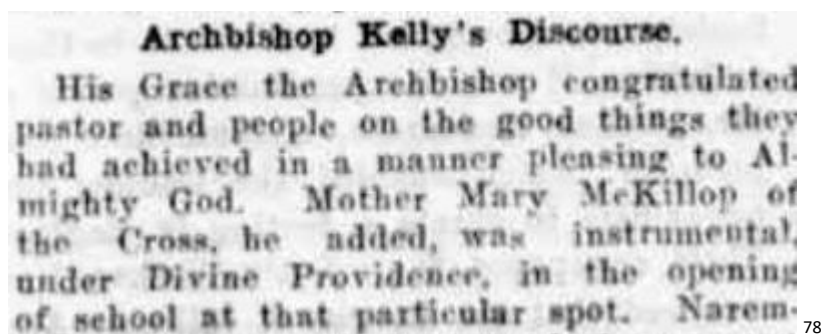 Archbishop Kelly's Discourse.
His Grace the Archbishop congratulated
pastor and people on the good things they
had achieved in a manner pleasing to Al-
mighty God. Mother Mary McKillop of
the Cross, he added, was instrumental,
under Divine Providence, in the opening
of school at that particular spot. Narem-
78